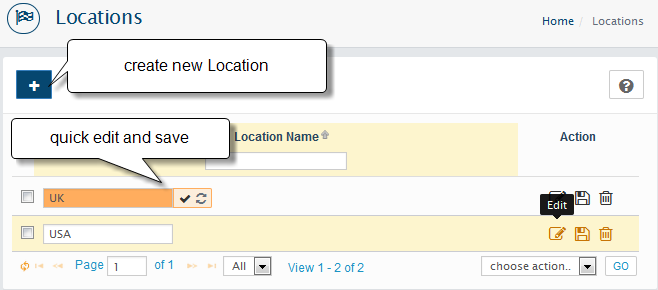 Locations
Home / Locations
create new Location
+
?
quick edit and save
Location Name
Action
UK
Edit
USA
Page 1 of 1
All
View 1 - 2 of 2
choose action..
GO